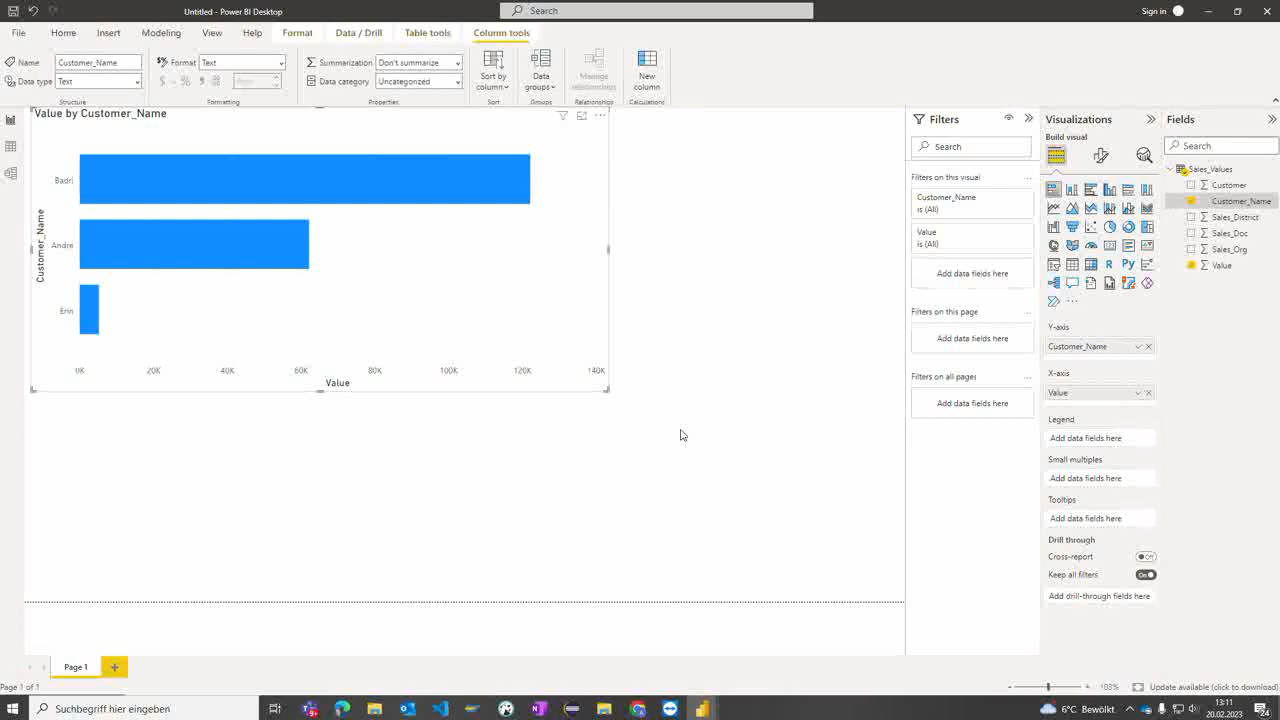 Untitled - Power BI Desktop
Search
Sign in
File Home Insert Modeling View Help Format Data / Drill Table tools Column tools
Name Customer_Name
Data type Text
Structure
Format Text
$ % 9
Formatting
Summarization Don't summarize
Data category Uncategorized
Properties
Sort by column
Sort
Data groups
Groups
Manage relationships
Relationships
New column
Calculations
Value by Customer_Name
Customer_Name
Badri
Andre
Erin
0K 20K 40K 60K 80K 100K 120K 140K
Value
Filters
Search
Filters on this visual
Customer_Name
is (All)
Value
is (All)
Add data fields here
Filters on this page
Add data fields here
Filters on all pages
Add data fields here
Visualizations
Build visual
R Py
Y-axis
Customer_Name
X-axis
Value
Legend
Add data fields here
Small multiples
Add data fields here
Tooltips
Add data fields here
Drill through
Cross-report Off
Keep all filters On
Add drill-through fields here
Fields
Search
Sales_Values
Customer
Customer_Name
Sales_District
Sales_Doc
Sales_Org
Value
Page 1
Page 1 of 1
108%
Update available (click to download)
Suchbegriff hier eingeben
6°C Bewölkt
13:11
20.02.2023